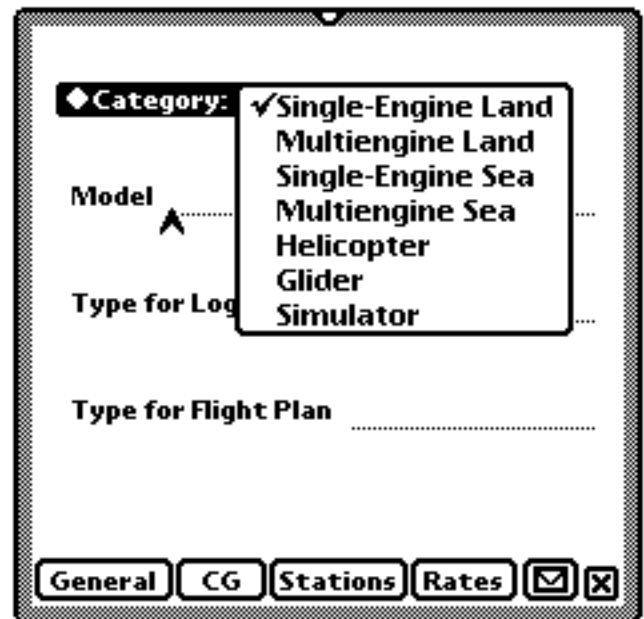 Category:
✓Single-Engine Land
Multiengine Land
Single-Engine Sea
Multiengine Sea
Helicopter
Glider
Simulator
Model
Type for Log
Type for Flight Plan
General CG Stations Rates